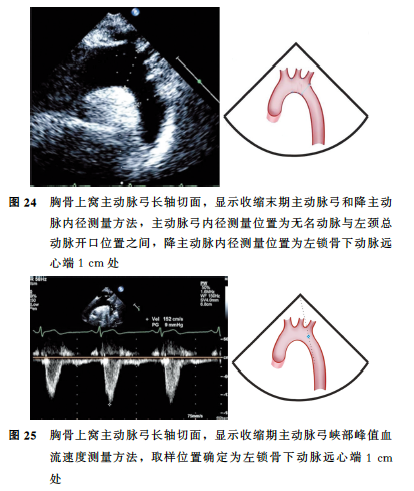 图 24 胸骨上窝主动脉弓长轴切面，显示收缩末期主动脉弓和降主动
脉内径测量方法，主动脉弓内径测量位置为无名动脉与左颈总
动脉开口位置之间，降主动脉内径测量位置为左锁骨下动脉远
心端 1 cm 处
Vel 152 cm/s
PG 9 mmHg
75mm/s
图 25 胸骨上窝主动脉弓长轴切面，显示收缩期主动脉弓峡部峰值血
流速度测量方法，取样位置确定为左锁骨下动脉远心端 1 cm
处